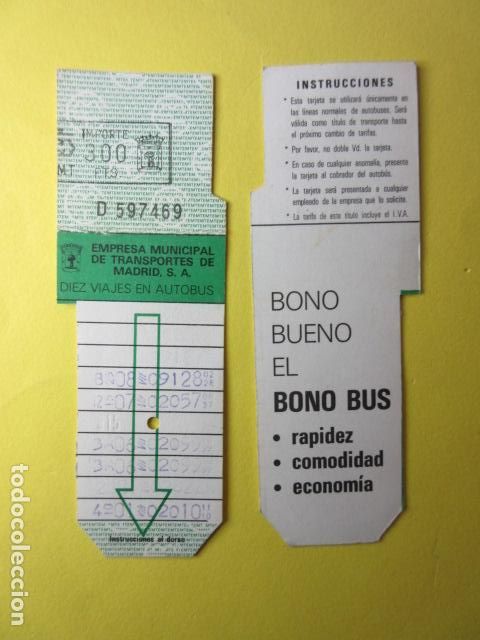 IMPORTE
300
PTS.
D 597469
EMPRESA MUNICIPAL
DE TRANSPORTES DE
MADRID, S. A.
DIEZ VIAJES EN AUTOBUS
Instrucciones al dorso
INSTRUCCIONES
* Esta tarjeta se utilizará únicamente en
las líneas normales de autobuses. Será
válida como título de transporte hasta
el próximo cambio de tarifas.
* Por favor, no doble Vd. la tarjeta.
* En caso de cualquier anomalía, presente
la tarjeta al cobrador del autobús.
* La tarjeta será presentada a cualquier
empleado de la empresa que lo solicite.
* La tarifa de este título incluye el I.V.A.
BONO
BUENO
EL
BONO BUS
• rapidez
• comodidad
• economía
todocoleccion